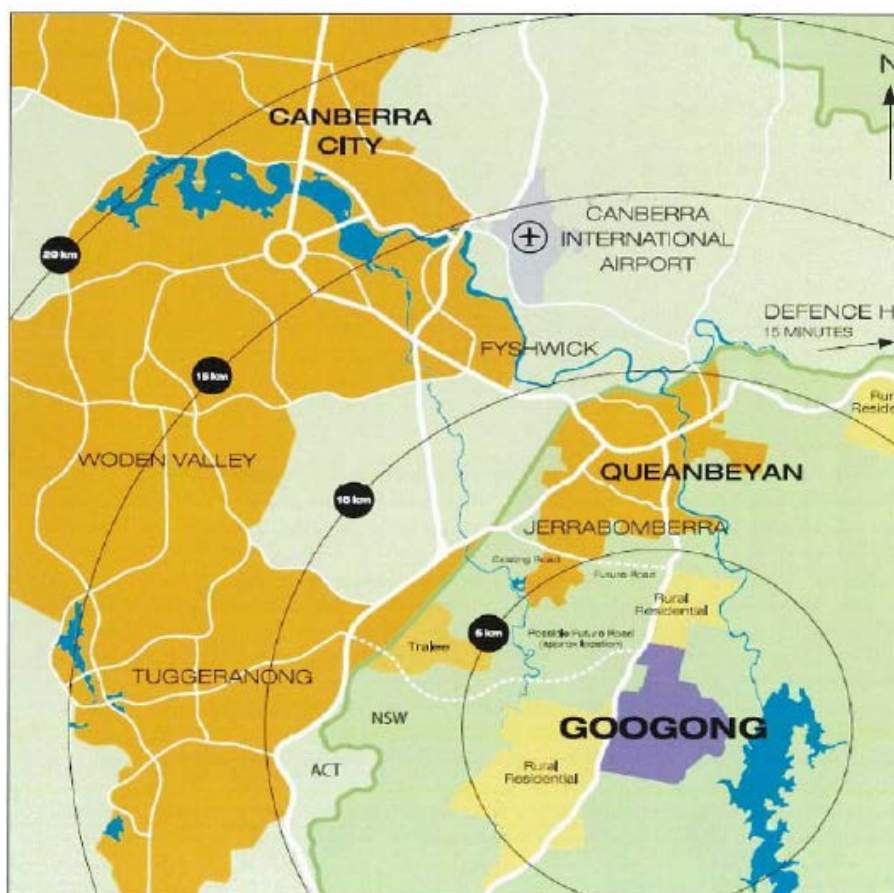 N
CANBERRA
CITY
CANBERRA
INTERNATIONAL
AIRPORT
20 km
DEFENCE H
15 MINUTES
FYSHWICK
15 km
Rur
Reside
WODEN VALLEY
QUEANBEYAN
10 km
JERRABOMBERRA
Existing Road
Future Road
Rural
Residential
5 km
Possible Future Road
(approx location)
Tralee
TUGGERANONG
NSW
GOOGONG
ACT
Rural
Residential